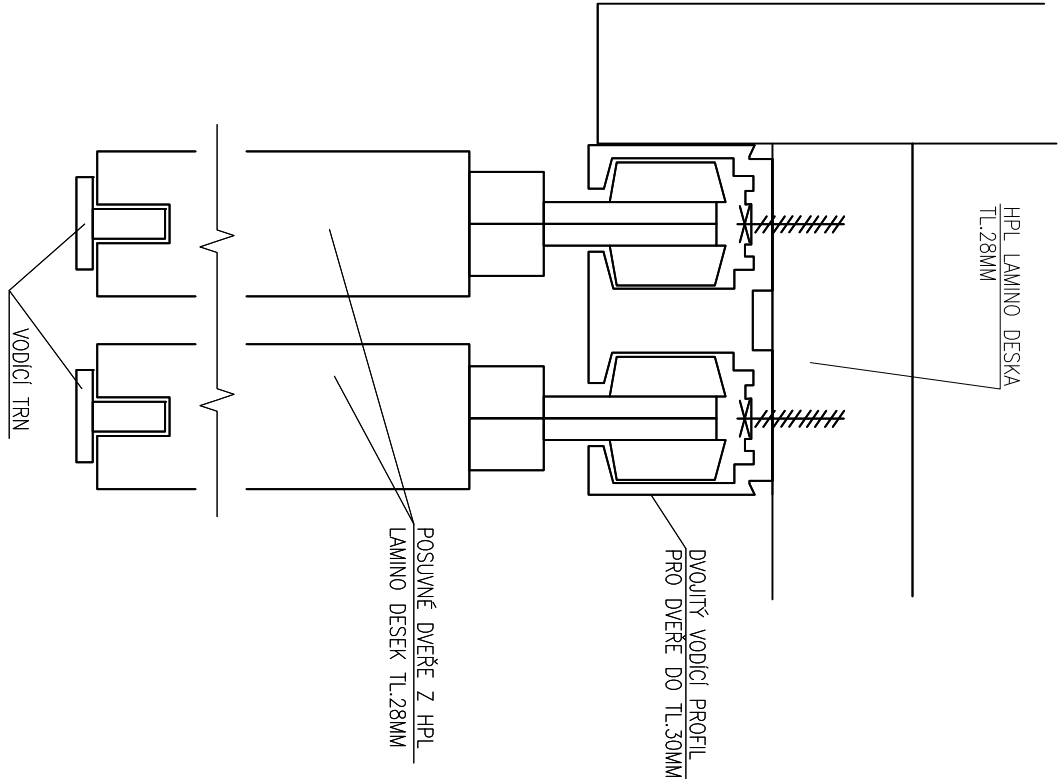 HPL LAMINO DESKA
TL.28MM
DVOJITÝ VODÍCÍ PROFIL
PRO DVEŘE DO TL.30MM
POSUVNÉ DVEŘE Z HPL
LAMINO DESEK TL.28MM
VODÍCÍ TRN